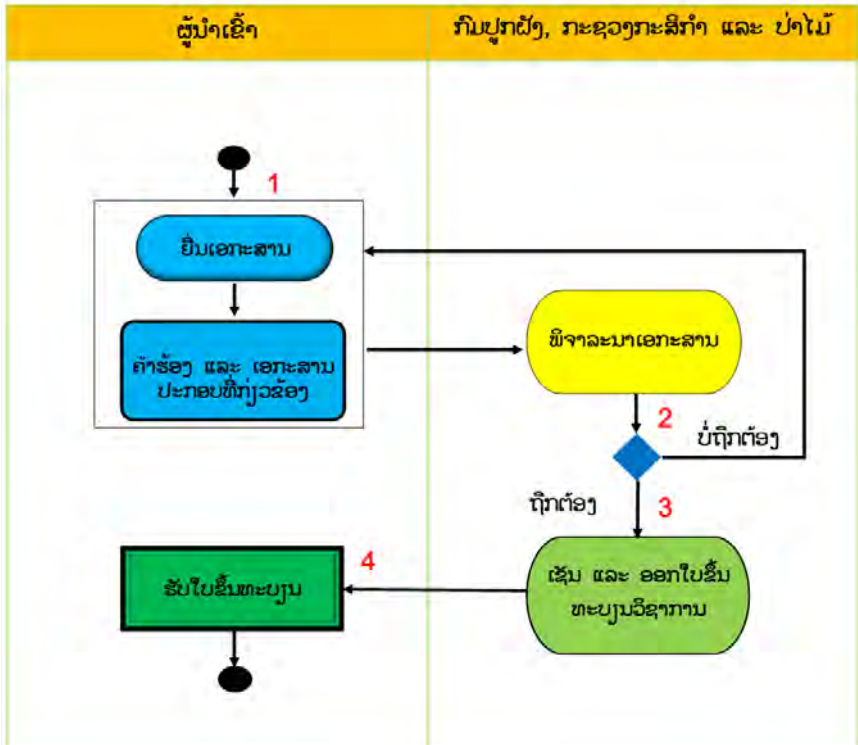 ຜູ້ນຳເຂົ້າ
ກົມປູກຝັງ, ກະຊວງກະສິກຳ ແລະ ປ່າໄມ້
1
ຍື່ນເອກະສານ
ຄຳຮ້ອງ ແລະ ເອກະສານ
ປະກອບທີ່ກ່ຽວຂ້ອງ
ພິຈາລະນາເອກະສານ
2
ບໍ່ຖືກຕ້ອງ
ຖືກຕ້ອງ
3
ເຊັນ ແລະ ອອກໃບຂຶ້ນ
ທະບຽນວິຊາການ
4
ຮັບໃບຂຶ້ນທະບຽນ